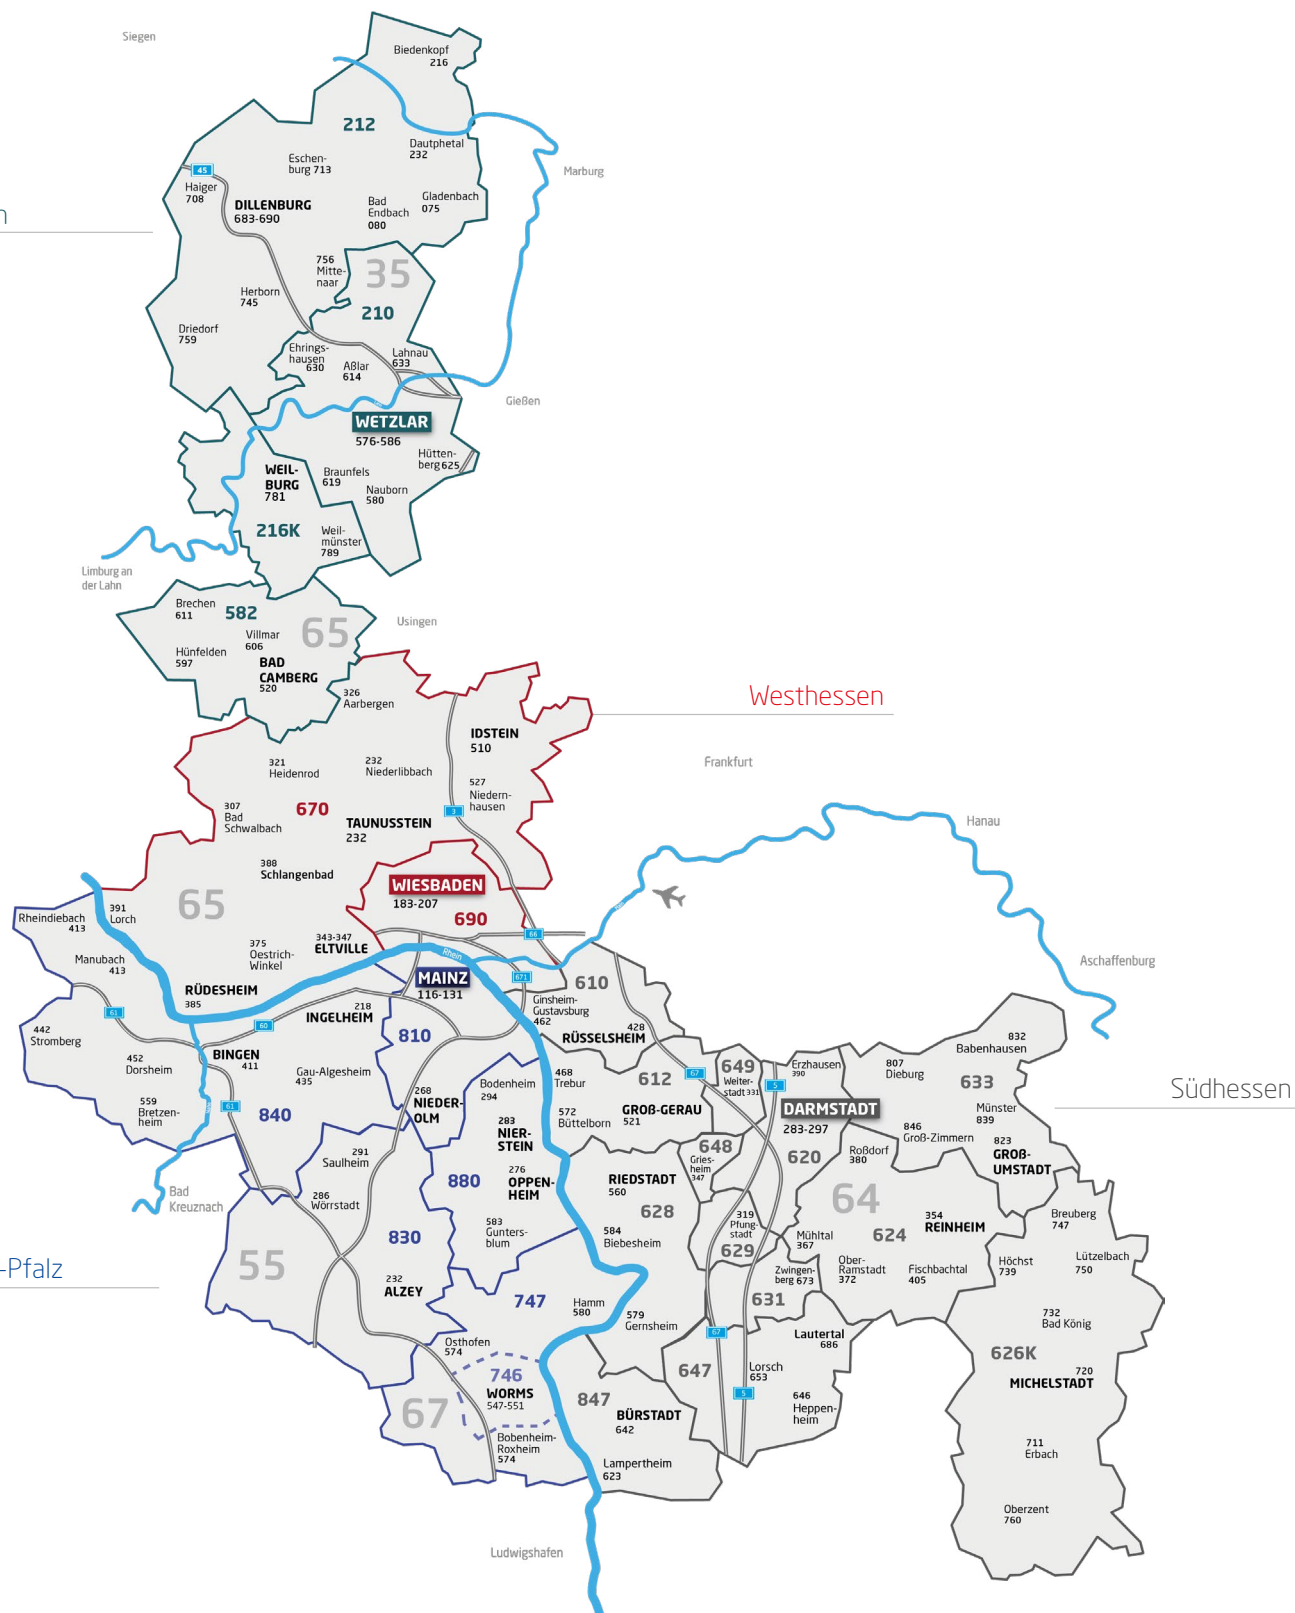 Siegen
Biedenkopf
216
212
Dautphetal
232
Eschen-
burg 713
Marburg
45
Haiger
708
DILLENBURG
683-690
Bad
Endbach
080
Gladenbach
075
n
756
Mitte-
naar
35
Herborn
745
210
Driedorf
759
Ehrings-
hausen
630
Aßlar
614
Lahnau
633
Gießen
WETZLAR
576-586
Hütten-
berg 625
WEIL-
BURG
781
Braunfels
619
Nauborn
580
216K
Weil-
münster
789
Limburg an
der Lahn
Brechen
611
582
Villmar
606
65
Usingen
Hünfelden
597
BAD
CAMBERG
520
326
Aarbergen
Westhessen
IDSTEIN
510
321
Heidenrod
232
Niederlibbach
Frankfurt
527
Niedern-
hausen
307
Bad
Schwalbach
670
3
TAUNUSSTEIN
232
Hanau
388
Schlangenbad
WIESBADEN
183-207
65
690
391
Lorch
Rheindiebach
413
343-347
ELTVILLE
66
375
Oestrich-
Winkel
Rhein
Manubach
413
MAINZ
116-131
671
610
Aschaffenburg
RÜDESHEIM
385
61
218
INGELHEIM
Ginsheim-
Gustavsburg
462
60
442
Stromberg
810
428
RÜSSELSHEIM
832
Babenhausen
BINGEN
411
452
Dorsheim
Gau-Algesheim
435
468
Trebur
612
67
649
Weiter-
stadt 331
Erzhausen
390
5
807
Dieburg
633
Bodenheim
294
268
NIEDER-
OLM
559
Bretzen-
heim
61
840
572
Büttelborn
GROß-GERAU
521
DARMSTADT
283-297
Münster
839
Südhessen
283
NIER-
STEIN
846
Groß-Zimmern
648
Gries-
heim
347
620
Roßdorf
380
823
GROß-
UMSTADT
291
Saulheim
880
276
OPPEN-
HEIM
RIEDSTADT
560
Bad
Kreuznach
286
Wörrstadt
64
628
319
Pfung-
stadt
354
REINHEIM
Breuberg
747
583
Gunters-
blum
584
Biebesheim
624
830
629
Mühltal
367
-Pfalz
55
Ober-
Ramstadt
372
Fischbachtal
405
Höchst
739
Lützelbach
750
232
ALZEY
Zwingen-
berg 673
747
Hamm
580
631
579
Gernsheim
732
Bad König
67
Lautertal
686
Osthofen
574
626K
746
WORMS
547-551
647
Lorsch
653
720
MICHELSTADT
67
847
5
646
Heppen-
heim
BÜRSTADT
642
Bobenheim-
Roxheim
574
711
Erbach
Lampertheim
623
Oberzent
760
Ludwigshafen